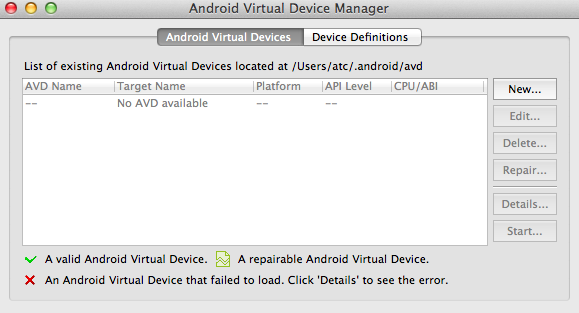 Android Virtual Device Manager
Android Virtual Devices Device Definitions
List of existing Android Virtual Devices located at /Users/atc/.android/avd
AVD Name Target Name Platform API Level CPU/ABI
-- No AVD available -- --
New...
Edit...
Delete...
Repair...
Details...
Start...
A valid Android Virtual Device. A repairable Android Virtual Device.
An Android Virtual Device that failed to load. Click 'Details' to see the error.